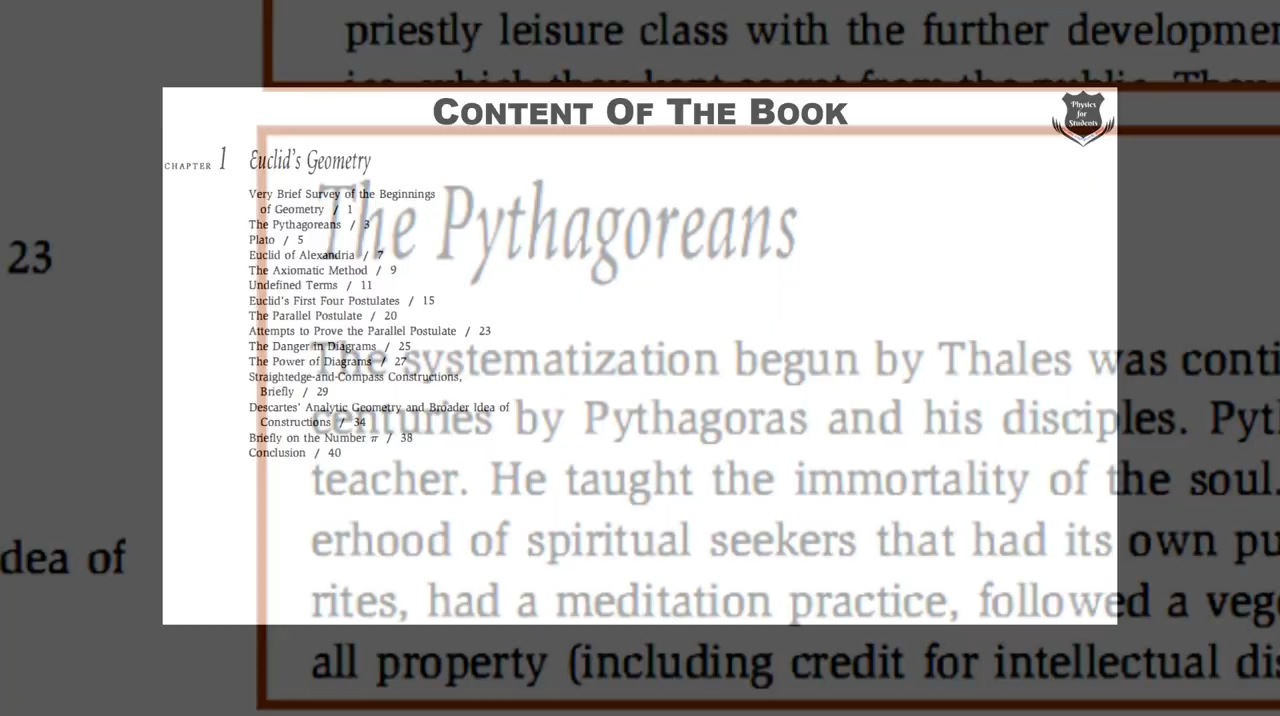 priestly leisure class with the further
CONTENT OF THE BOOK
Physics
for
Students
CHAPTER 1 Euclid's Geometry
Very Brief Survey of the Beginnings
of Geometry / 1
The Pythagoreans / 3
Plato / 5
Euclid of Alexandria / 7
The Axiomatic Method / 9
Undefined Terms / 11
Euclid's First Four Postulates / 15
The Parallel Postulate / 20
Attempts to Prove the Parallel Postulate / 23
The Danger in Diagrams / 25
The Power of Diagrams / 27
Straightedge-and-Compass Constructions,
Briefly / 29
Descartes' Analytic Geometry and Broader Idea of
Constructions / 34
Briefly on the Number π / 38
Conclusion / 40
23
dea of
The Pythagoreans
The systematization begun by Thales was conti
centuries by Pythagoras and his disciples. Pyt
teacher. He taught the immortality of the soul.
erhood of spiritual seekers that had its own pu
rites, had a meditation practice, followed a veg
all property (including credit for intellectual dis